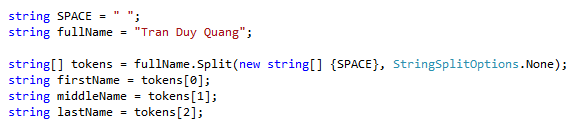 string SPACE = " ";
string fullName = "Tran Duy Quang";
string[] tokens = fullName.Split(new string[] {SPACE}, StringSplitOptions.None);
string firstName = tokens[0];
string middleName = tokens[1];
string lastName = tokens[2];